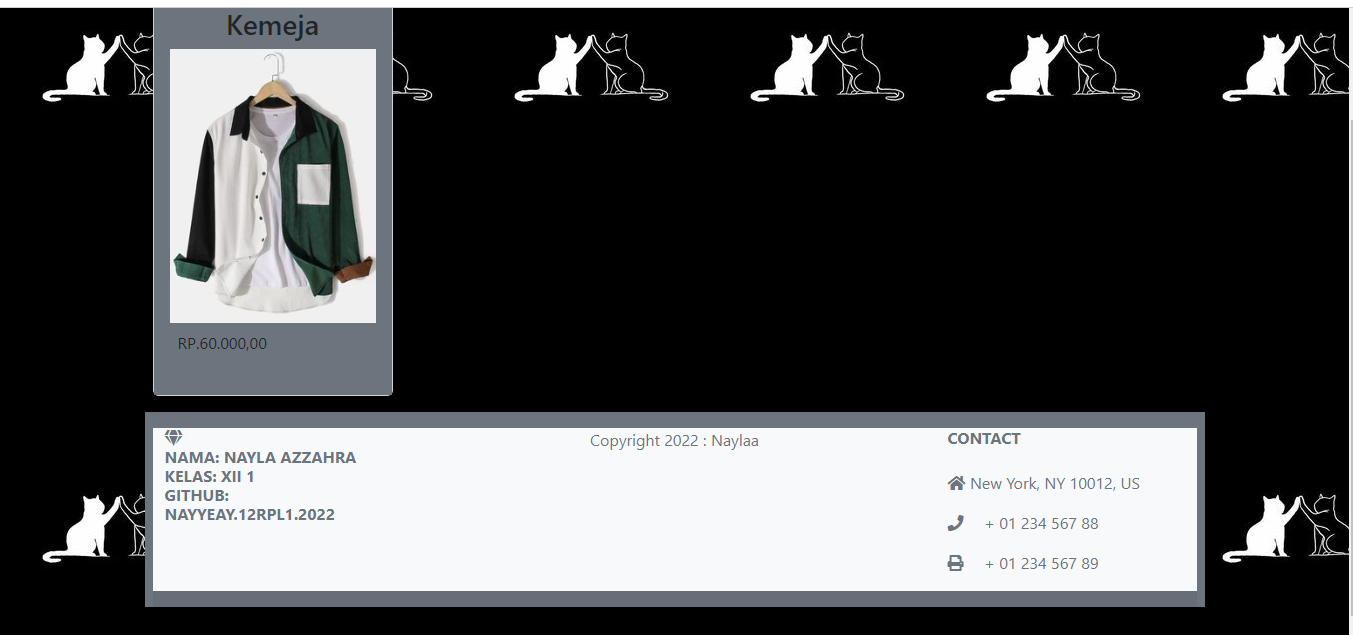 Kemeja
RP.60.000,00
NAMA: NAYLA AZZAHRA
KELAS: XII 1
GITHUB:
NAYYEAY.12RPL1.2022
Copyright 2022 : Naylaa
CONTACT
New York, NY 10012, US
+ 01 234 567 88
+ 01 234 567 89